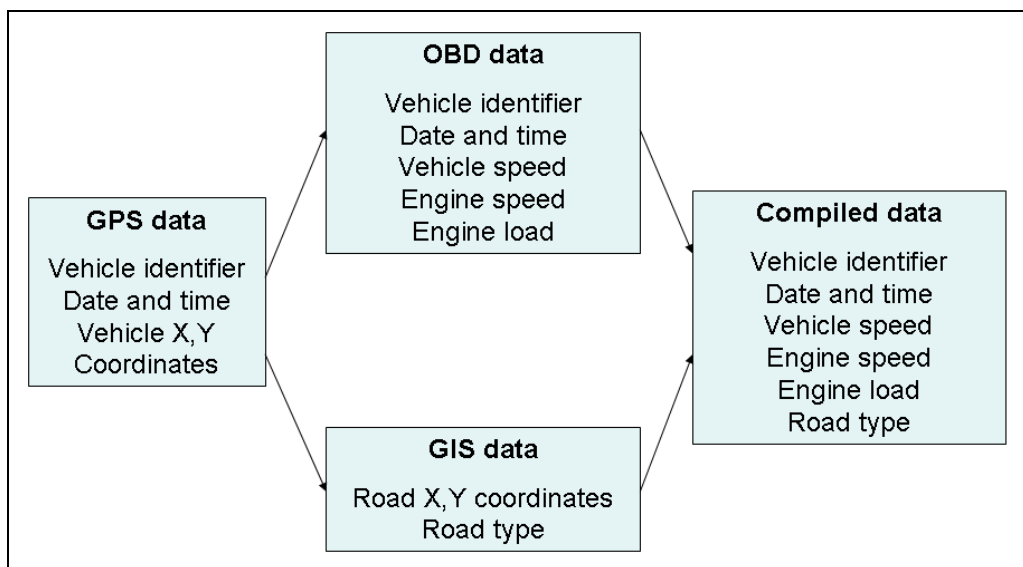 GPS data
Vehicle identifier
Date and time
Vehicle X,Y
Coordinates
OBD data
Vehicle identifier
Date and time
Vehicle speed
Engine speed
Engine load
GIS data
Road X,Y coordinates
Road type
Compiled data
Vehicle identifier
Date and time
Vehicle speed
Engine speed
Engine load
Road type